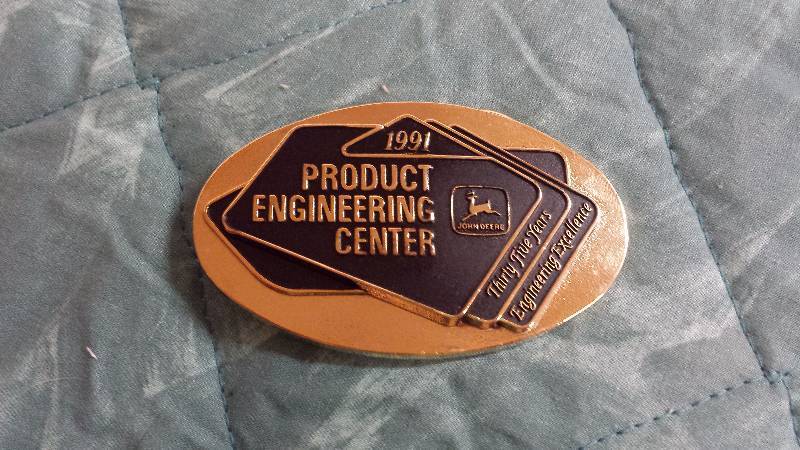 1991
PRODUCT
ENGINEERING
CENTER
JOHN DEERE
Thirty Five Years
Engineering Excellence